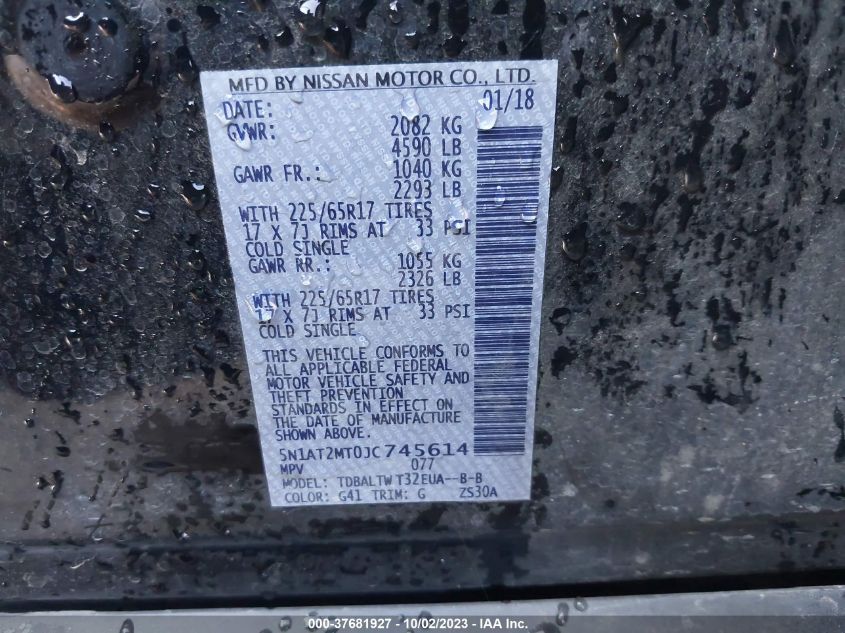 MFD BY NISSAN MOTOR CO., LTD.
DATE: 01/18
GVWR: 2082 KG
4590 LB
GAWR FR.: 1040 KG
2293 LB
WITH 225/65R17 TIRES
17 X 7J RIMS AT 33 PSI
COLD SINGLE
GAWR RR.: 1055 KG
2326 LB
WITH 225/65R17 TIRES
17 X 7J RIMS AT 33 PSI
COLD SINGLE
THIS VEHICLE CONFORMS TO
ALL APPLICABLE FEDERAL
MOTOR VEHICLE SAFETY AND
THEFT PREVENTION
STANDARDS IN EFFECT ON
THE DATE OF MANUFACTURE
SHOWN ABOVE.
5N1AT2MT0JC745614
MPV 077
MODEL: TDBALTW T32EUA--B-B
COLOR: G41 TRIM: G ZS30A
000-37681927 - 10/02/2023 - IAA Inc.